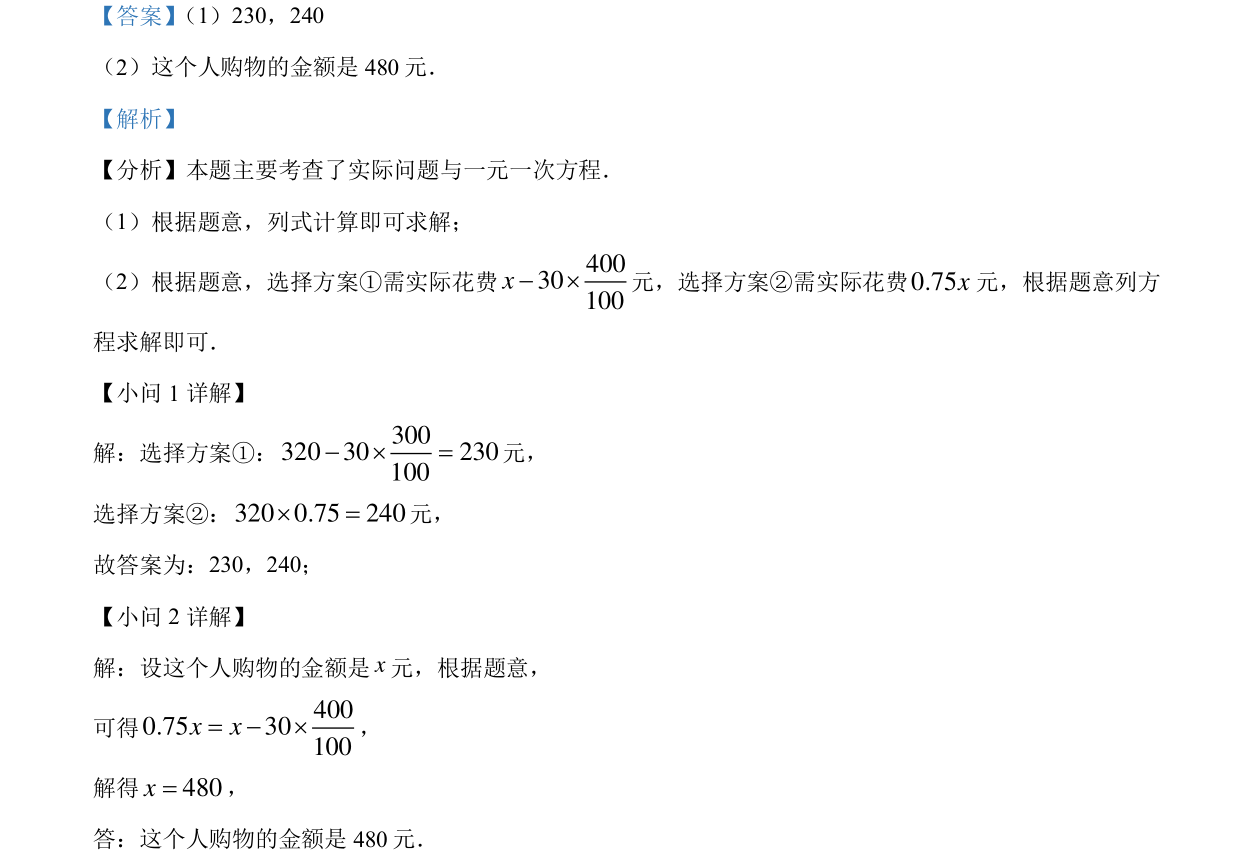 【答案】（1）230，240
（2）这个人购物的金额是 480 元．
【解析】
【分析】本题主要考查了实际问题与一元一次方程．
（1）根据题意，列式计算即可求解；
（2）根据题意，选择方案①需实际花费 $x-30\times\frac{400}{100}$ 元，选择方案②需实际花费 $0.75x$ 元，根据题意列方
程求解即可．
【小问 1 详解】
解：选择方案①：$320-30\times\frac{300}{100}=230$ 元，
选择方案②：$320\times0.75=240$ 元，
故答案为：230，240；
【小问 2 详解】
解：设这个人购物的金额是 $x$ 元，根据题意，
可得 $0.75x=x-30\times\frac{400}{100}$，
解得 $x=480$，
答：这个人购物的金额是 480 元．